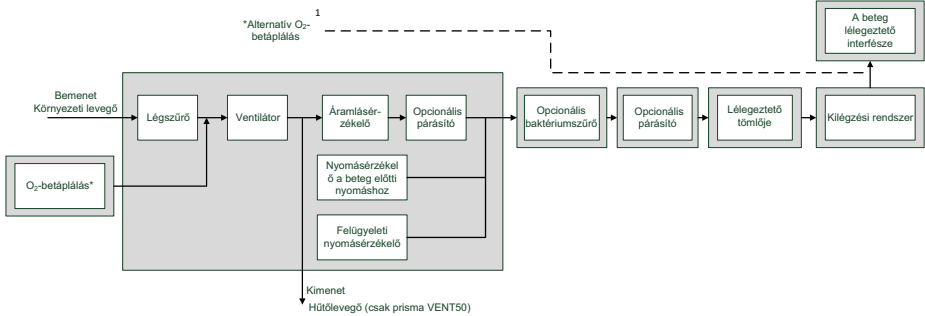 1
*Alternatív O₂-
betáplálás
A beteg
lélegeztető
interfésze
Bemenet
Környezeti levegő
Légszűrő
Ventilátor
Áramlásér-
zékelő
Opcionális
párásító
Opcionális
baktériumszűrő
Opcionális
párásító
Lélegeztető
tömlője
Kilégzési rendszer
O₂-betáplálás*
Nyomásérzékel
ő a beteg előtti
nyomáshoz
Felügyeleti
nyomásérzékelő
Kimenet
Hűtőlevegő (csak prisma VENT50)